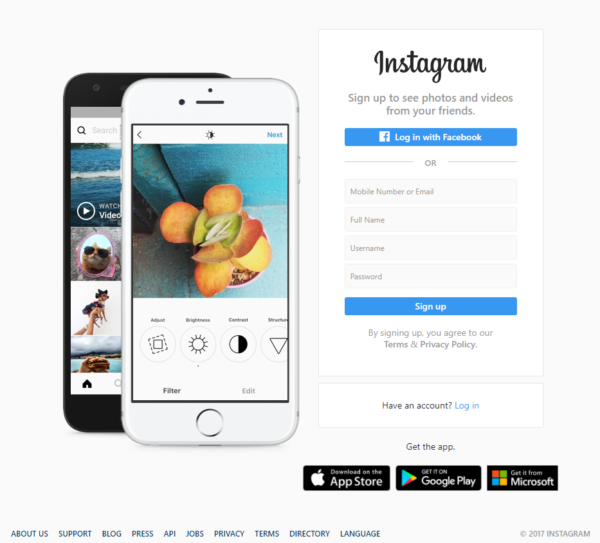 Search
WATCH
Video
Next
Adjust
Brightness
Contrast
Structure
Filter
Edit
Instagram
Sign up to see photos and videos
from your friends.
Log in with Facebook
OR
Mobile Number or Email
Full Name
Username
Password
Sign up
By signing up, you agree to our
Terms & Privacy Policy.
Have an account? Log in
Get the app.
Download on the
App Store
GET IT ON
Google Play
Get it from
Microsoft
ABOUT US SUPPORT BLOG PRESS API JOBS PRIVACY TERMS DIRECTORY LANGUAGE © 2017 INSTAGRAM